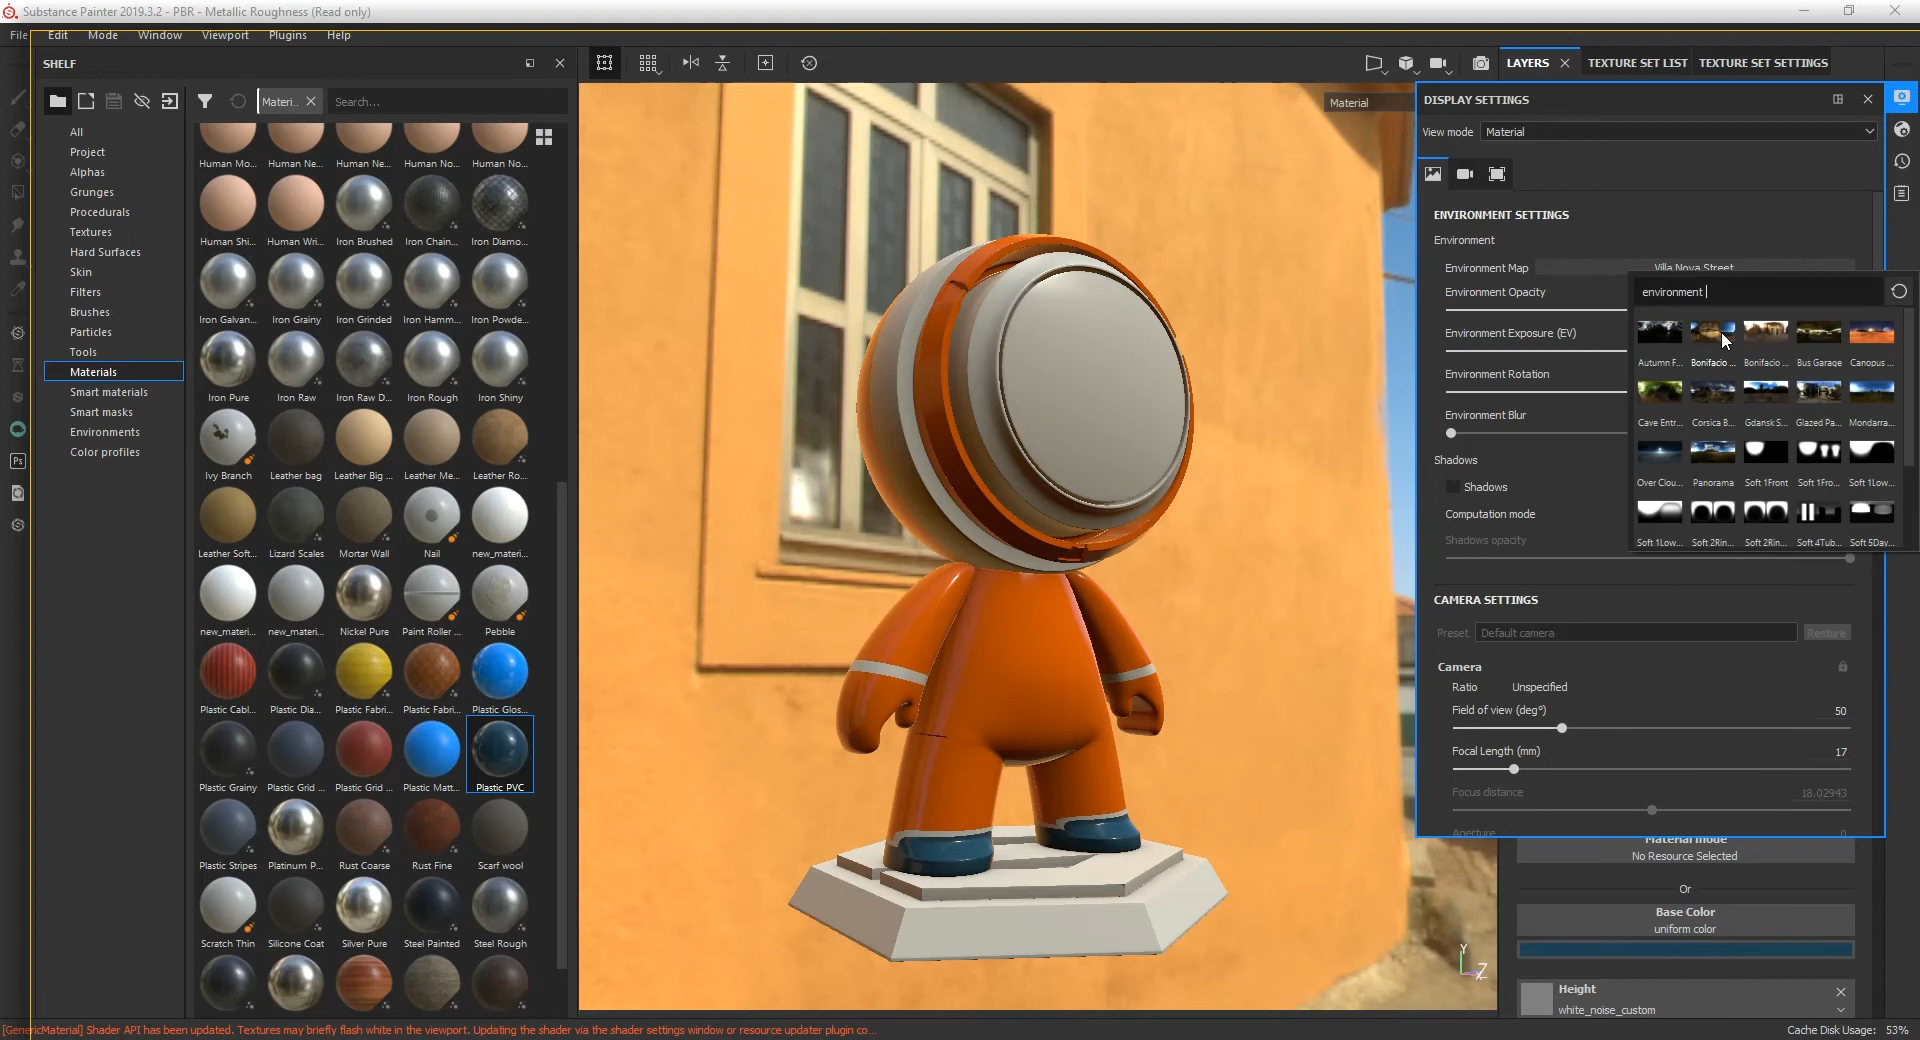 Substance Painter 2019.3.2 - PBR - Metallic Roughness (Read only)
File Edit Mode Window Viewport Plugins Help
SHELF
Materi.. Search...
All
Project
Alphas
Grunges
Procedurals
Textures
Hard Surfaces
Skin
Filters
Brushes
Particles
Tools
Materials
Smart materials
Smart masks
Environments
Color profiles
Human Mo... Human Ne... Human Ne... Human No... Human No...
Human Shi... Human Wri... Iron Brushed Iron Chain... Iron Diamo...
Iron Galvan... Iron Grainy Iron Grinded Iron Hamm... Iron Powde...
Iron Pure Iron Raw Iron Raw D... Iron Rough Iron Shiny
Ivy Branch Leather bag Leather Big ... Leather Me... Leather Ro...
Leather Soft... Lizard Scales Mortar Wall Nail new_materi...
new_materi... new_materi... Nickel Pure Paint Roller ... Pebble
Plastic Cabl... Plastic Dia... Plastic Fabri... Plastic Fabri... Plastic Glos...
Plastic Grainy Plastic Grid ... Plastic Grid ... Plastic Matt... Plastic PVC
Plastic Stripes Platinum P... Rust Coarse Rust Fine Scarf wool
Scratch Thin Silicone Coat Silver Pure Steel Painted Steel Rough
Ps
Material
Y
Z
X
LAYERS TEXTURE SET LIST TEXTURE SET SETTINGS
DISPLAY SETTINGS
View mode Material
ENVIRONMENT SETTINGS
Environment
Environment Map Villa Nova Street
Environment Opacity
Environment Exposure (EV)
Environment Rotation
Environment Blur
Shadows
Shadows
Computation mode
Shadows opacity
environment
Autumn F... Bonifacio ... Bonifacio ... Bus Garage Canopus ...
Cave Entr... Corsica B... Gdansk S... Glazed Pa... Mondarra...
Over Clou... Panorama Soft 1Front Soft 1Fro... Soft 1Low...
Soft 1Low... Soft 2Rin... Soft 2Rin... Soft 4Tub... Soft 5Day...
CAMERA SETTINGS
Preset Default camera Restore
Camera
Ratio Unspecified
Field of view (deg°) 50
Focal Length (mm) 17
Focus distance 18.02943
Aperture 0
Material mode
No Resource Selected
Or
Base Color
uniform color
Height
white_noise_custom
[GenericMaterial] Shader API has been updated. Textures may briefly flash white in the viewport. Updating the shader via the shader settings window or resource updater plugin co...
Cache Disk Usage: 53%